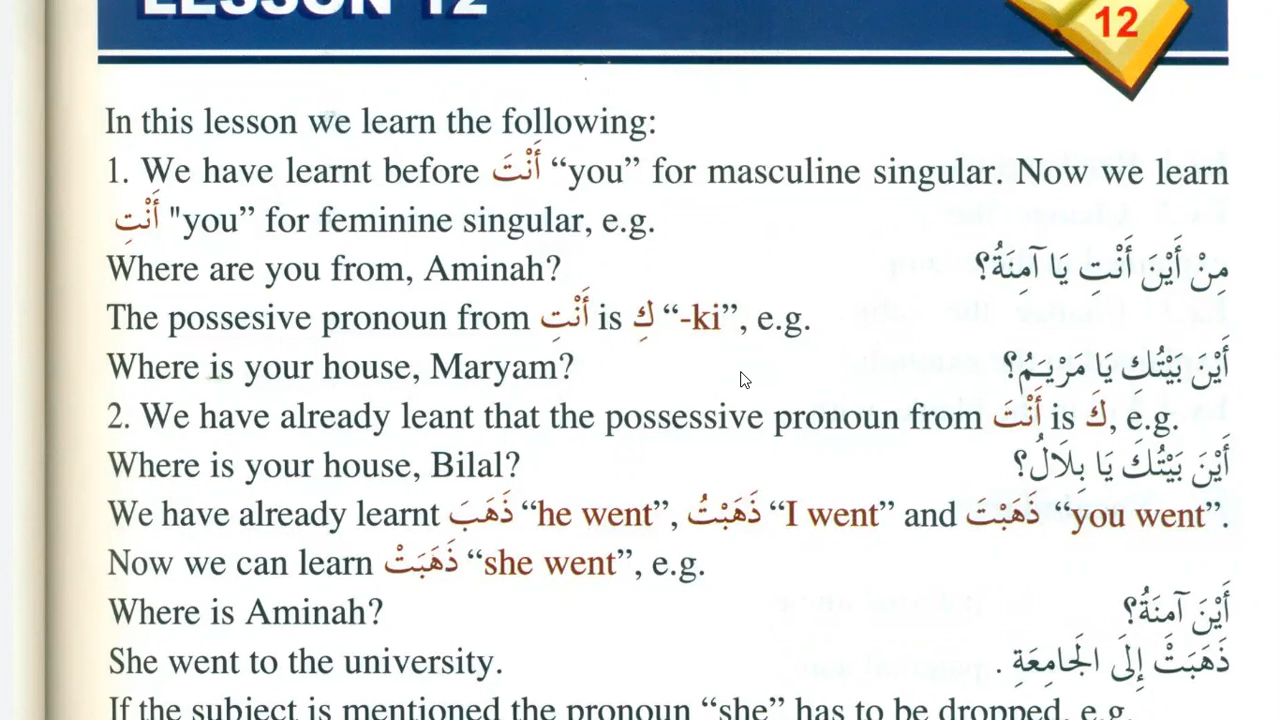 LESSON 12
12
In this lesson we learn the following:
1. We have learnt before أَنْتَ “you” for masculine singular. Now we learn
أَنْتِ "you” for feminine singular, e.g.
Where are you from, Aminah? مِنْ أَيْنَ أَنْتِ يَا آمِنَةُ؟
The possesive pronoun from أَنْتِ is كِ “-ki”, e.g.
Where is your house, Maryam? أَيْنَ بَيْتُكِ يَا مَرْيَـمُ؟
2. We have already leant that the possessive pronoun from أَنْتَ is كَ, e.g.
Where is your house, Bilal? أَيْنَ بَيْتُكَ يَا بِلَالُ؟
We have already learnt ذَهَبَ “he went”, ذَهَبْتُ “I went” and ذَهَبْتَ “you went”.
Now we can learn ذَهَبَتْ “she went”, e.g.
Where is Aminah? أَيْنَ آمِنَةُ؟
She went to the university. ذَهَبَتْ إِلَى الْجَامِعَةِ .
If the subject is mentioned the pronoun “she” has to be dropped, e.g.